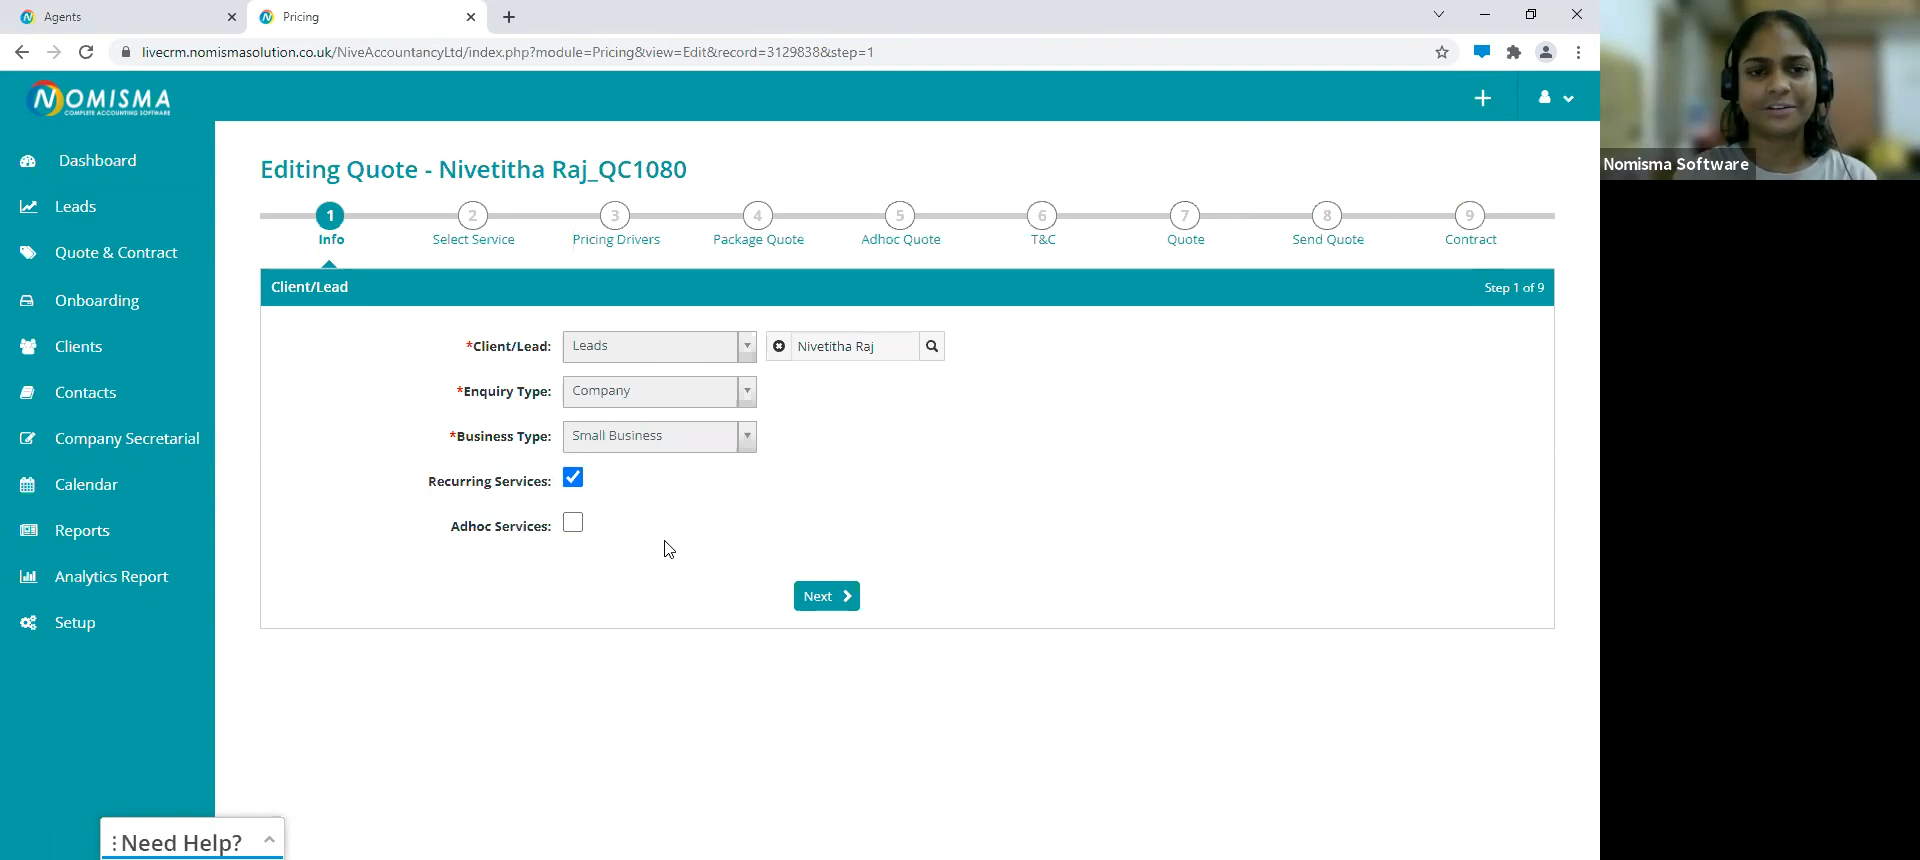 Agents
Pricing
livecrm.nomismasolution.co.uk/NiveAccountancyLtd/index.php?module=Pricing&view=Edit&record=3129838&step=1
NOMISMA
COMPLETE ACCOUNTING SOFTWARE
Nomisma Software
Dashboard
Leads
Quote & Contract
Onboarding
Clients
Contacts
Company Secretarial
Calendar
Reports
Analytics Report
Setup
Need Help?
Editing Quote - Nivetitha Raj_QC1080
1 2 3 4 5 6 7 8 9
Info Select Service Pricing Drivers Package Quote Adhoc Quote T&C Quote Send Quote Contract
Client/Lead Step 1 of 9
*Client/Lead: Leads Nivetitha Raj
*Enquiry Type: Company
*Business Type: Small Business
Recurring Services:
Adhoc Services:
Next